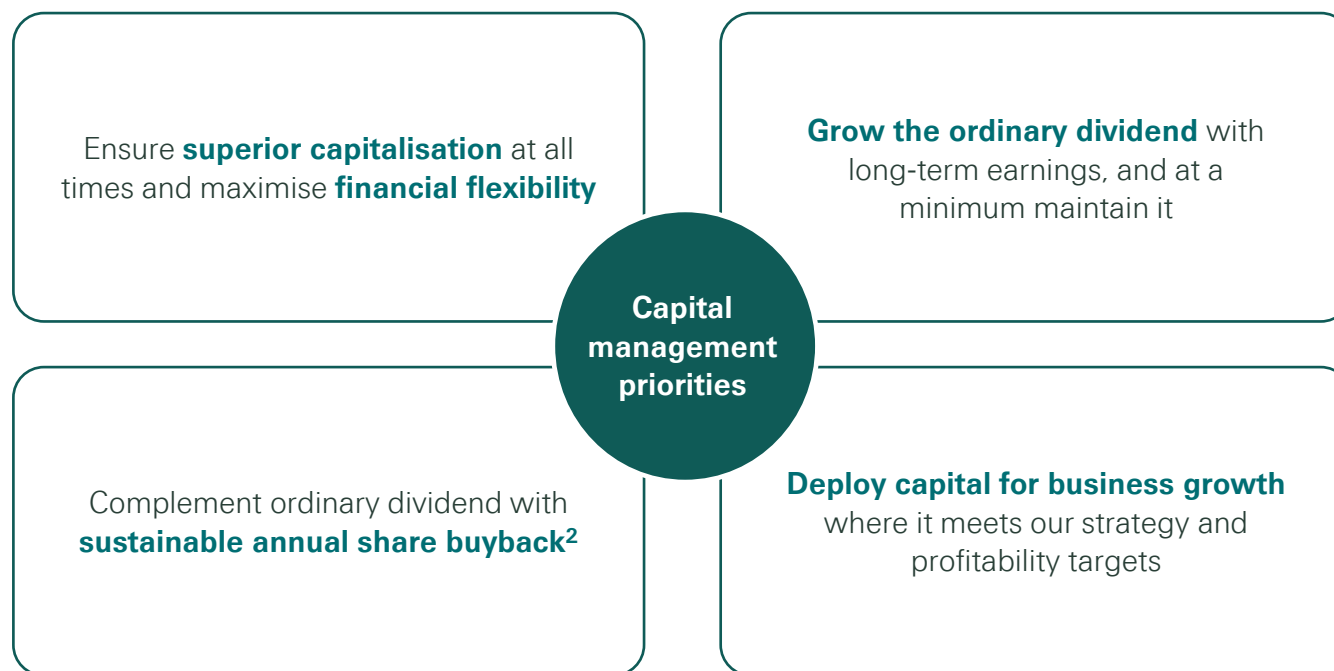 Ensure superior capitalisation at all
times and maximise financial flexibility
Grow the ordinary dividend with
long-term earnings, and at a
minimum maintain it
Capital
management
priorities
Complement ordinary dividend with
sustainable annual share buyback²
Deploy capital for business growth
where it meets our strategy and
profitability targets